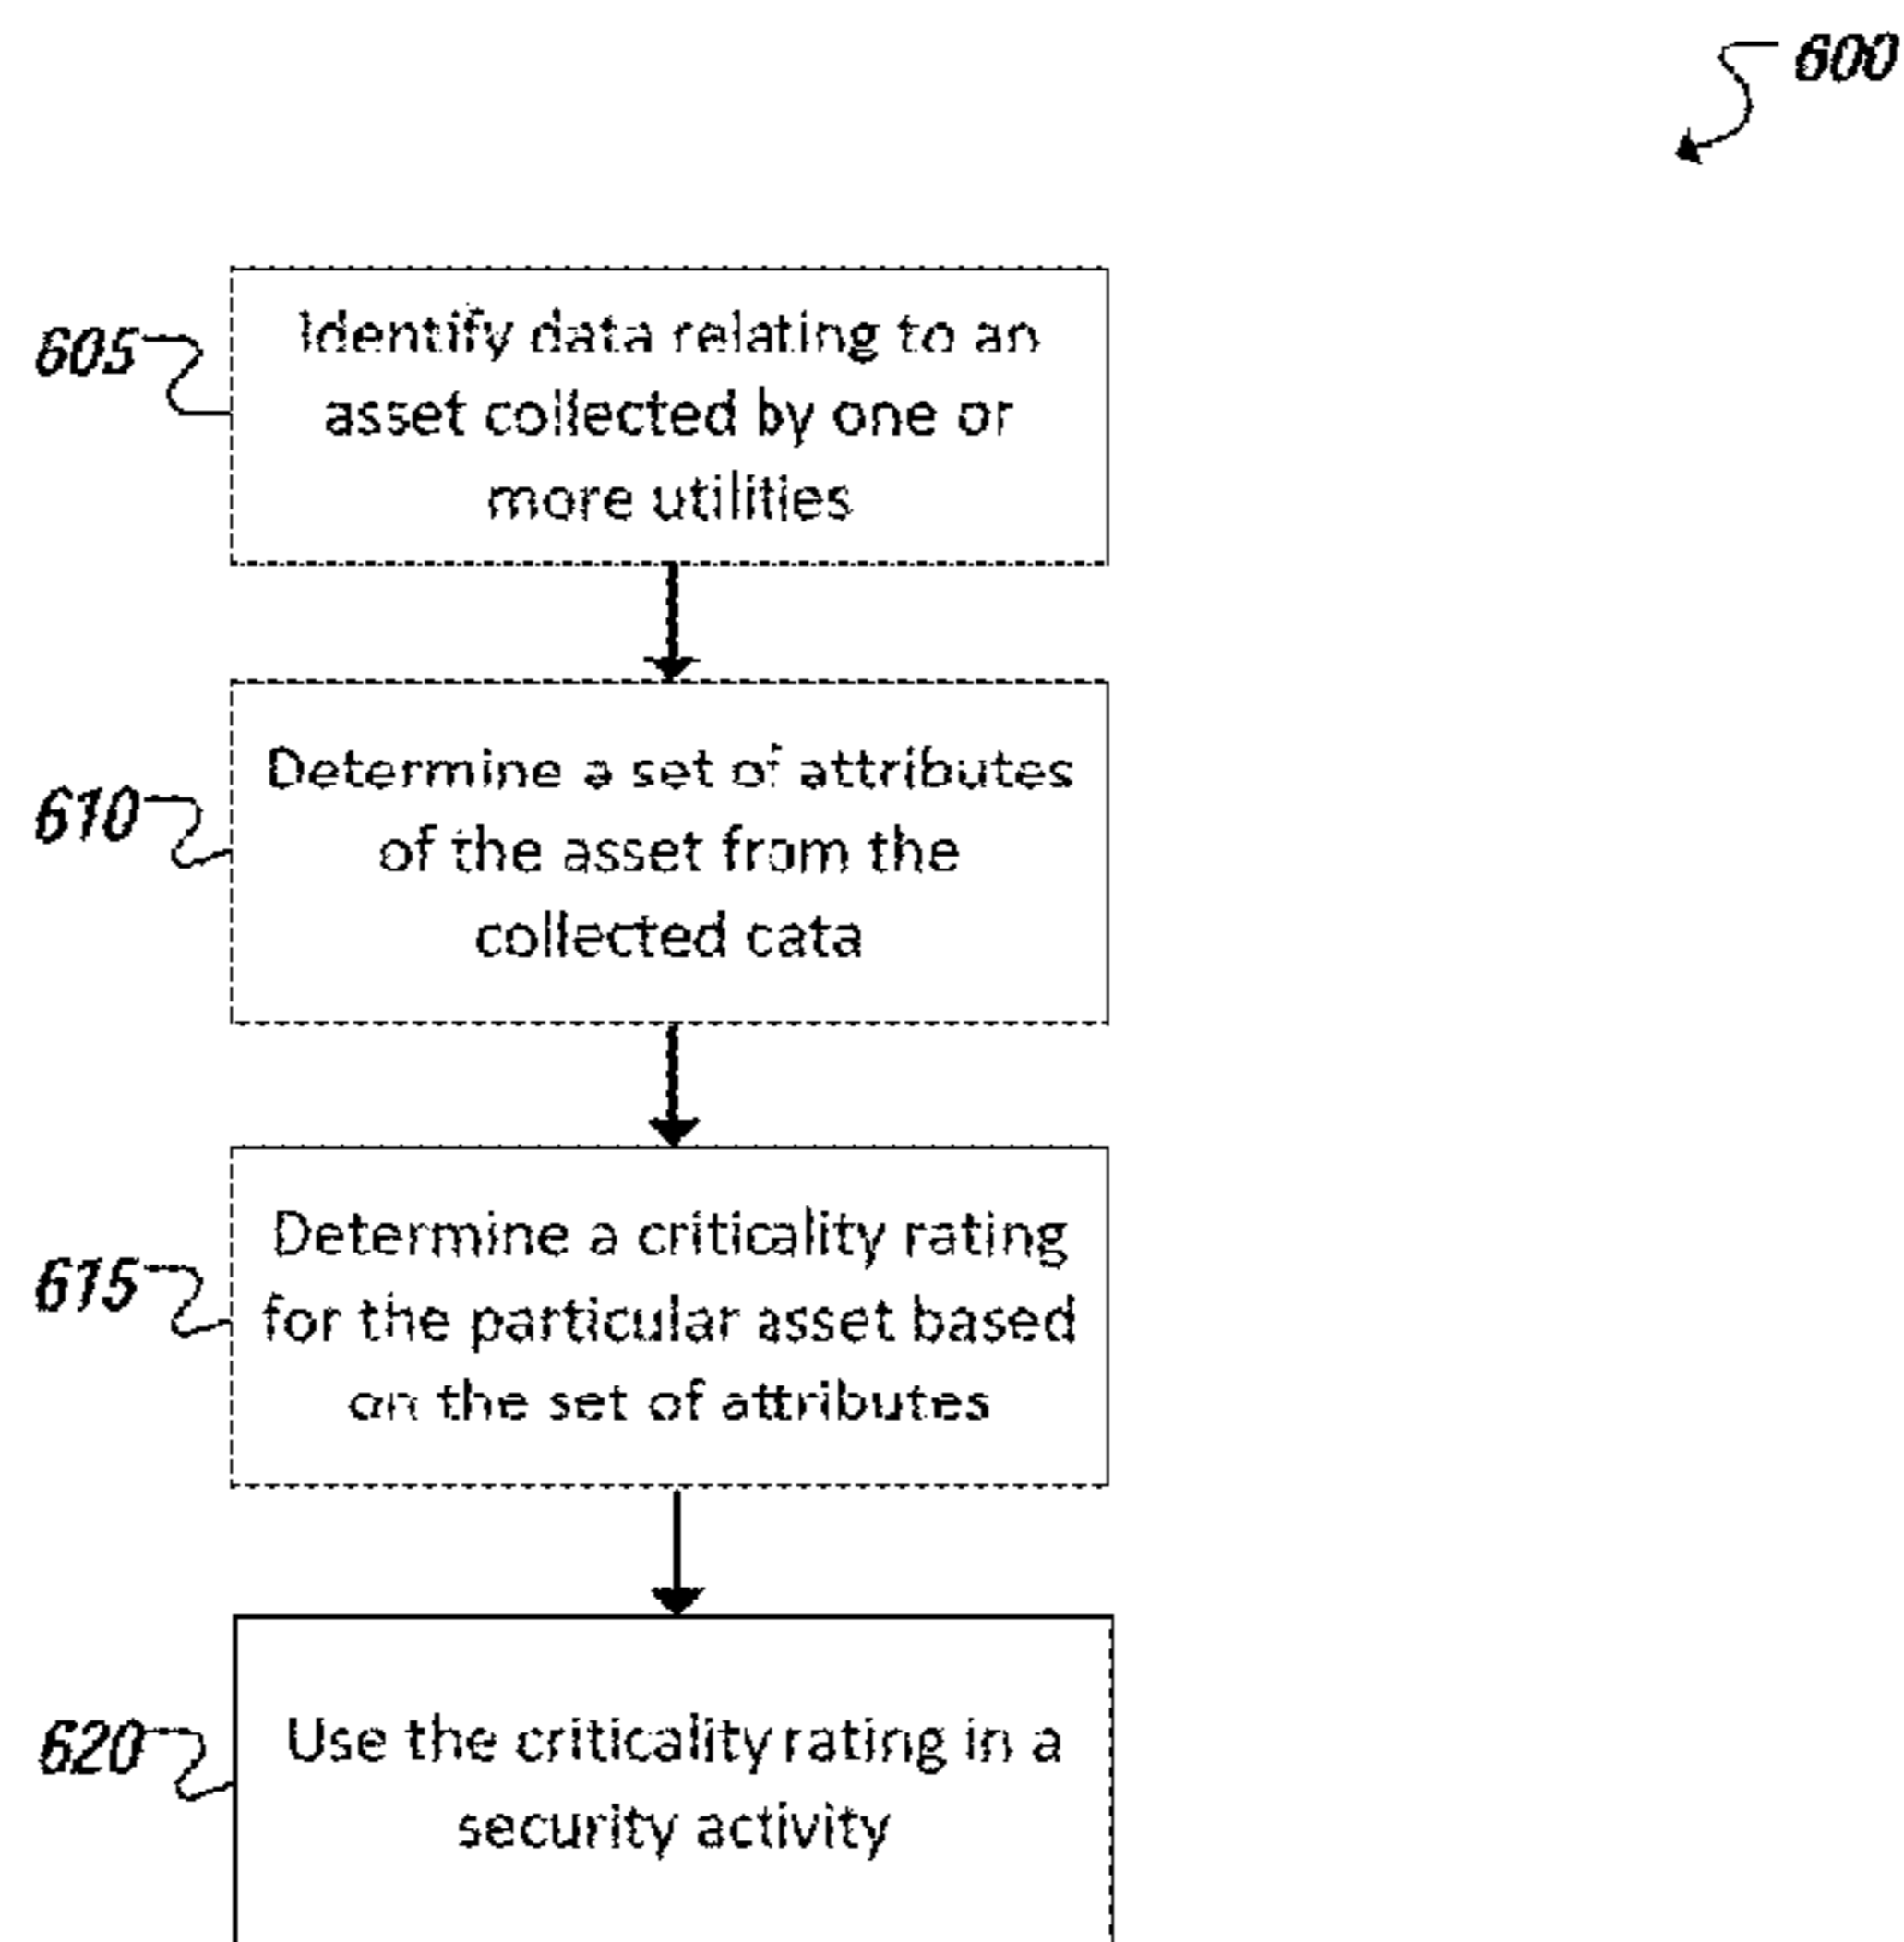 600
605
Identify data relating to an
asset collected by one or
more utilities
610
Determine a set of attributes
of the asset from the
collected cata
615
Determine a criticality rating
for the particular asset based
on the set of attributes
620
Use the criticality rating in a
security activity